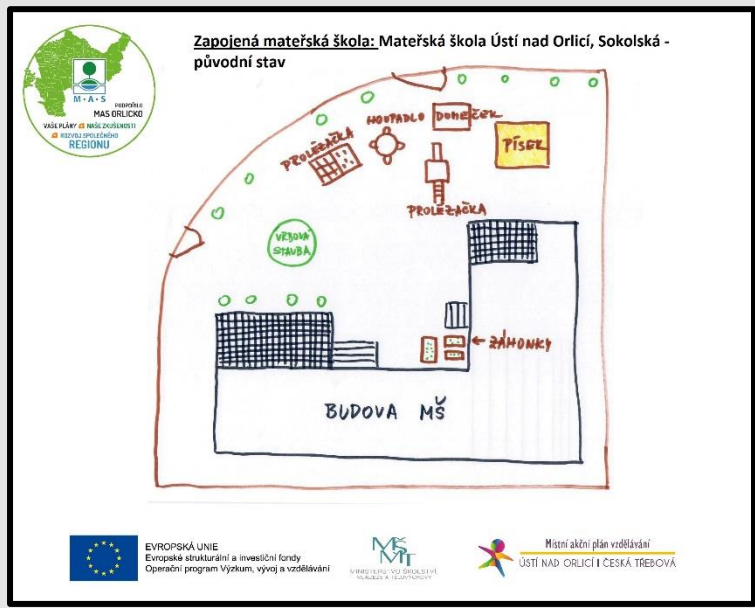 Zapojená mateřská škola: Mateřská škola Ústí nad Orlicí, Sokolská -
původní stav
M·A·S
PODPOŘILO
MAS ORLICKO
VAŠE PLÁNY NAŠE ZKUŠENOSTI
ROZVOJ SPOLEČNÉHO
REGIONU
HOUPADLO
DOMEČEK
PROLÉZAČKA
PÍSEK
PROLÉZAČKA
VRBOVÁ
STAVBA
ZÁHONKY
BUDOVA MŠ
EVROPSKÁ UNIE
Evropské strukturální a investiční fondy
Operační program Výzkum, vývoj a vzdělávání
MŠMT
MINISTERSTVO ŠKOLSTVÍ,
MLÁDEŽE A TĚLOVÝCHOVY
Místní akční plán vzdělávání
ÚSTÍ NAD ORLICÍ I ČESKÁ TŘEBOVÁ